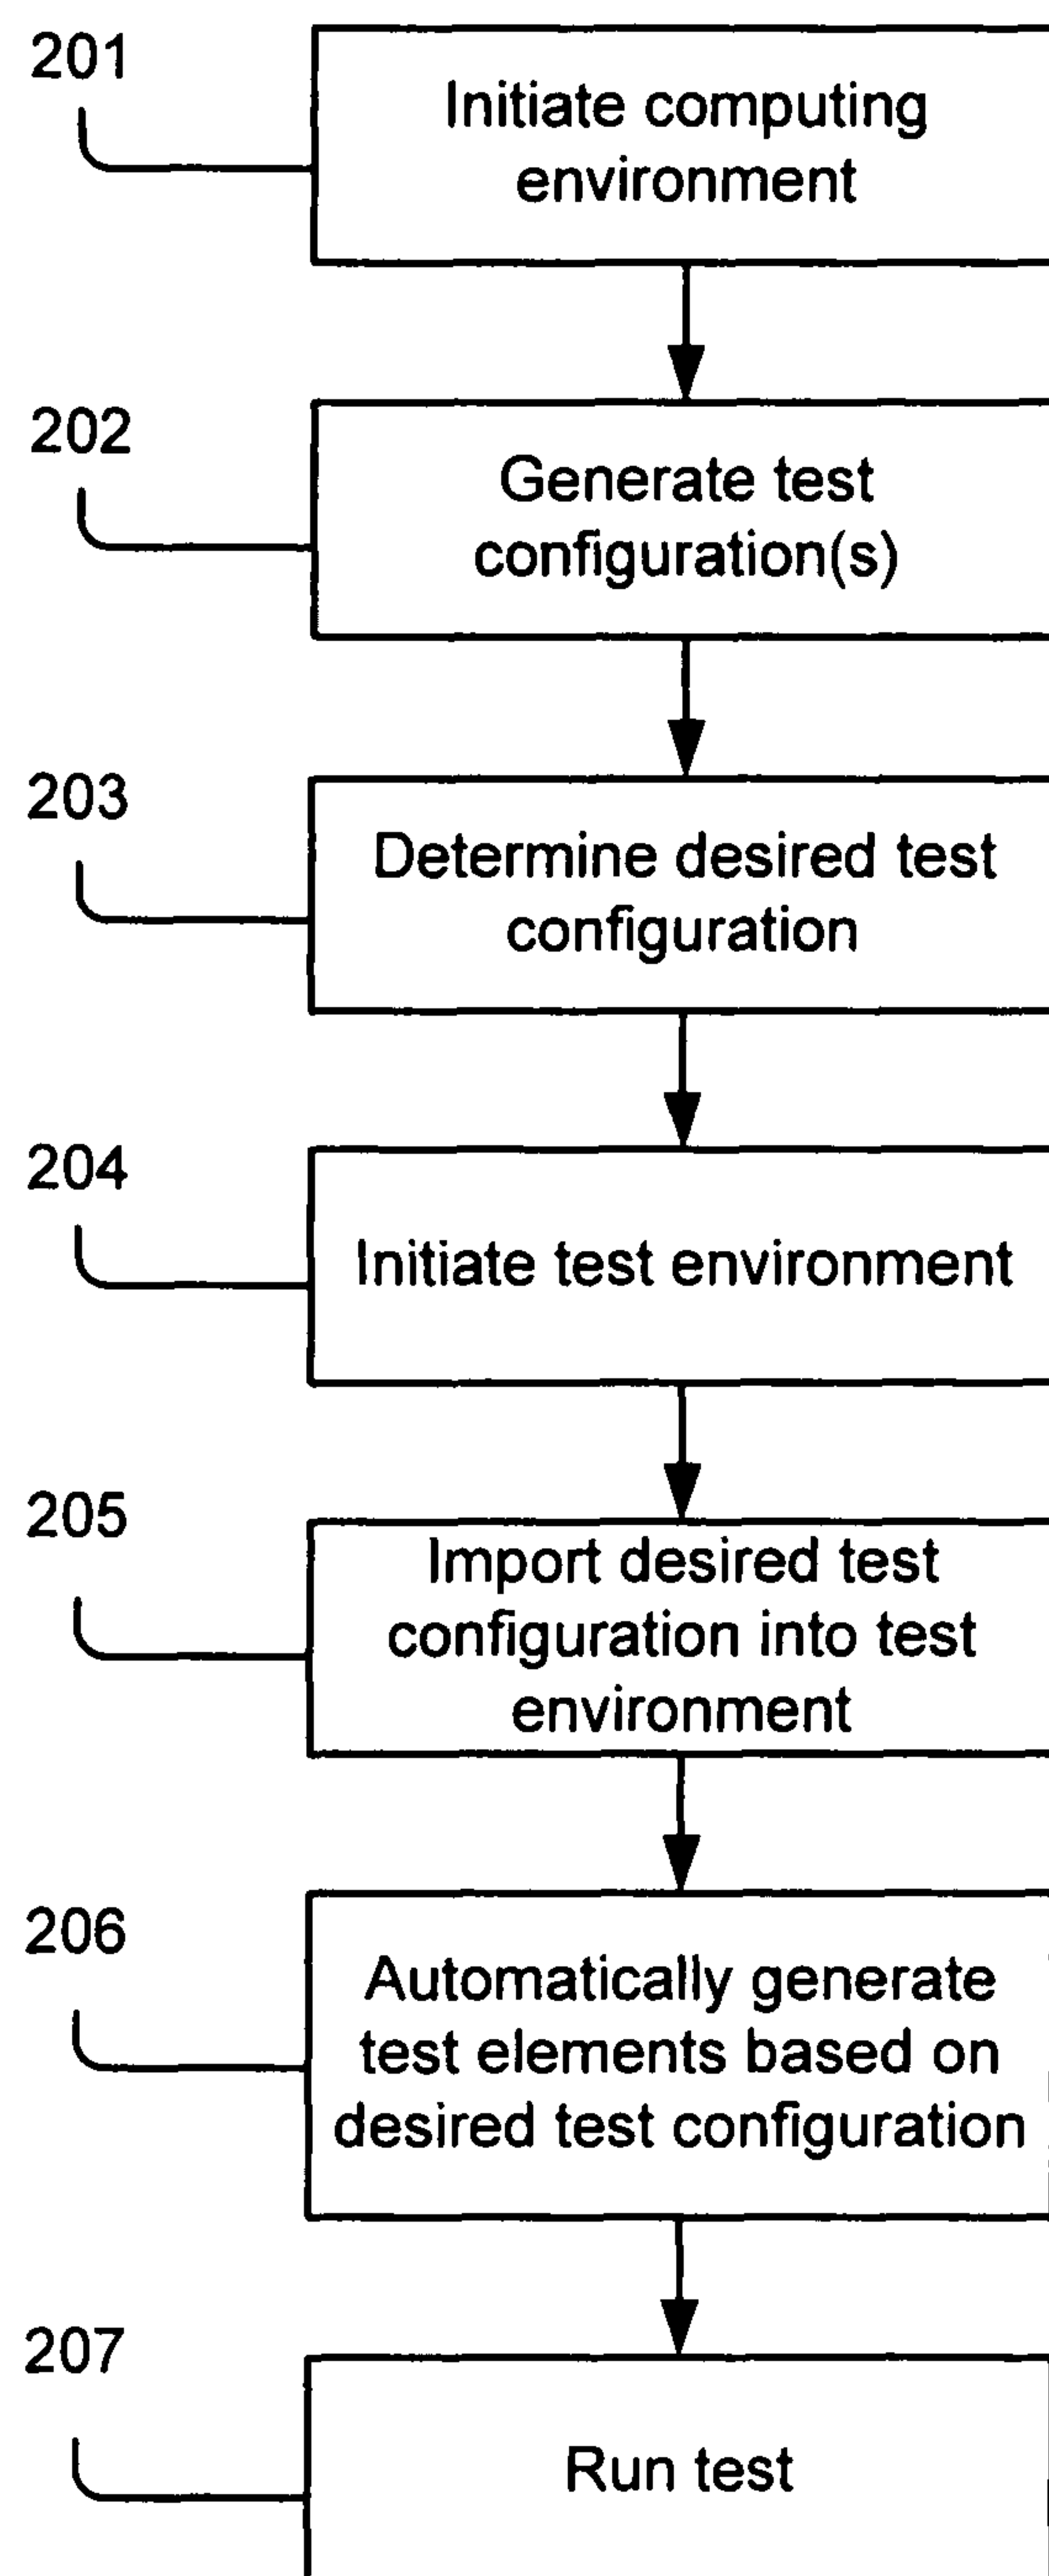 201
Initiate computing
environment
202
Generate test
configuration(s)
203
Determine desired test
configuration
204
Initiate test environment
205
Import desired test
configuration into test
environment
206
Automatically generate
test elements based on
desired test configuration
207
Run test